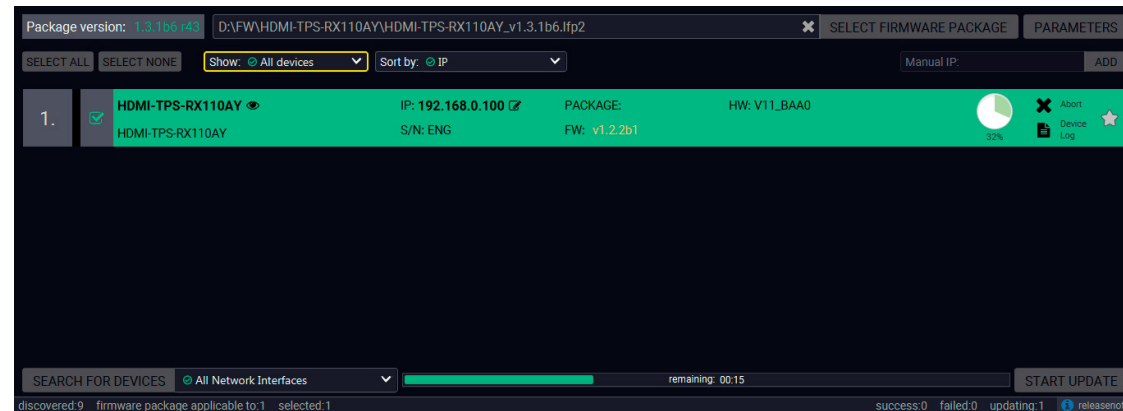 Package version: 1.3.1b6 r43 D:\FW\HDMI-TPS-RX110AY\HDMI-TPS-RX110AY_v1.3.1b6.lfp2 SELECT FIRMWARE PACKAGE PARAMETERS
SELECT ALL SELECT NONE Show: All devices Sort by: IP Manual IP: ADD
1. HDMI-TPS-RX110AY IP: 192.168.0.100 PACKAGE: HW: V11_BAA0 Abort
HDMI-TPS-RX110AY S/N: ENG FW: v1.2.2b1 32% Device Log
SEARCH FOR DEVICES All Network Interfaces remaining: 00:15 START UPDATE
discovered:9 firmware package applicable to:1 selected:1 success:0 failed:0 updating:1 releasenot